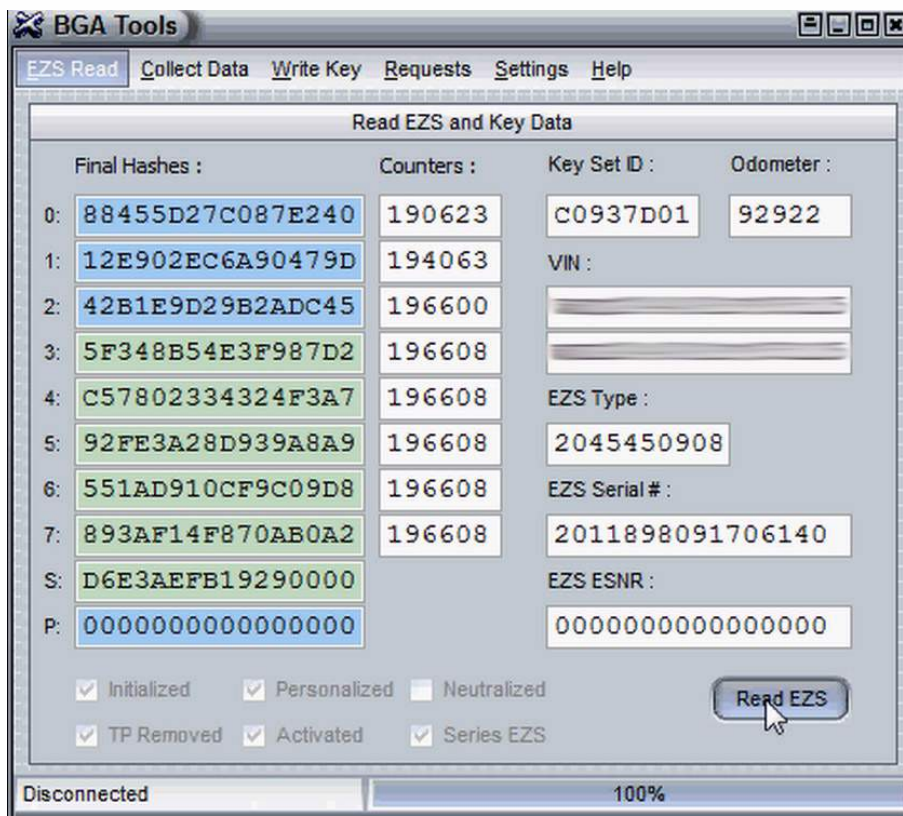 BGA Tools
EZS Read Collect Data Write Key Requests Settings Help
Read EZS and Key Data
Final Hashes : Counters : Key Set ID : Odometer :
0: 88455D27C087E240 190623 C0937D01 92922
1: 12E902EC6A90479D 194063 VIN :
2: 42B1E9D29B2ADC45 196600
3: 5F348B54E3F987D2 196608
4: C57802334324F3A7 196608 EZS Type :
5: 92FE3A28D939A8A9 196608 2045450908
6: 551AD910CF9C09D8 196608 EZS Serial # :
7: 893AF14F870AB0A2 196608 2011898091706140
S: D6E3AEFB19290000 EZS ESNR :
P: 0000000000000000 0000000000000000
Initialized Personalized Neutralized Read EZS
TP Removed Activated Series EZS
Disconnected 100%